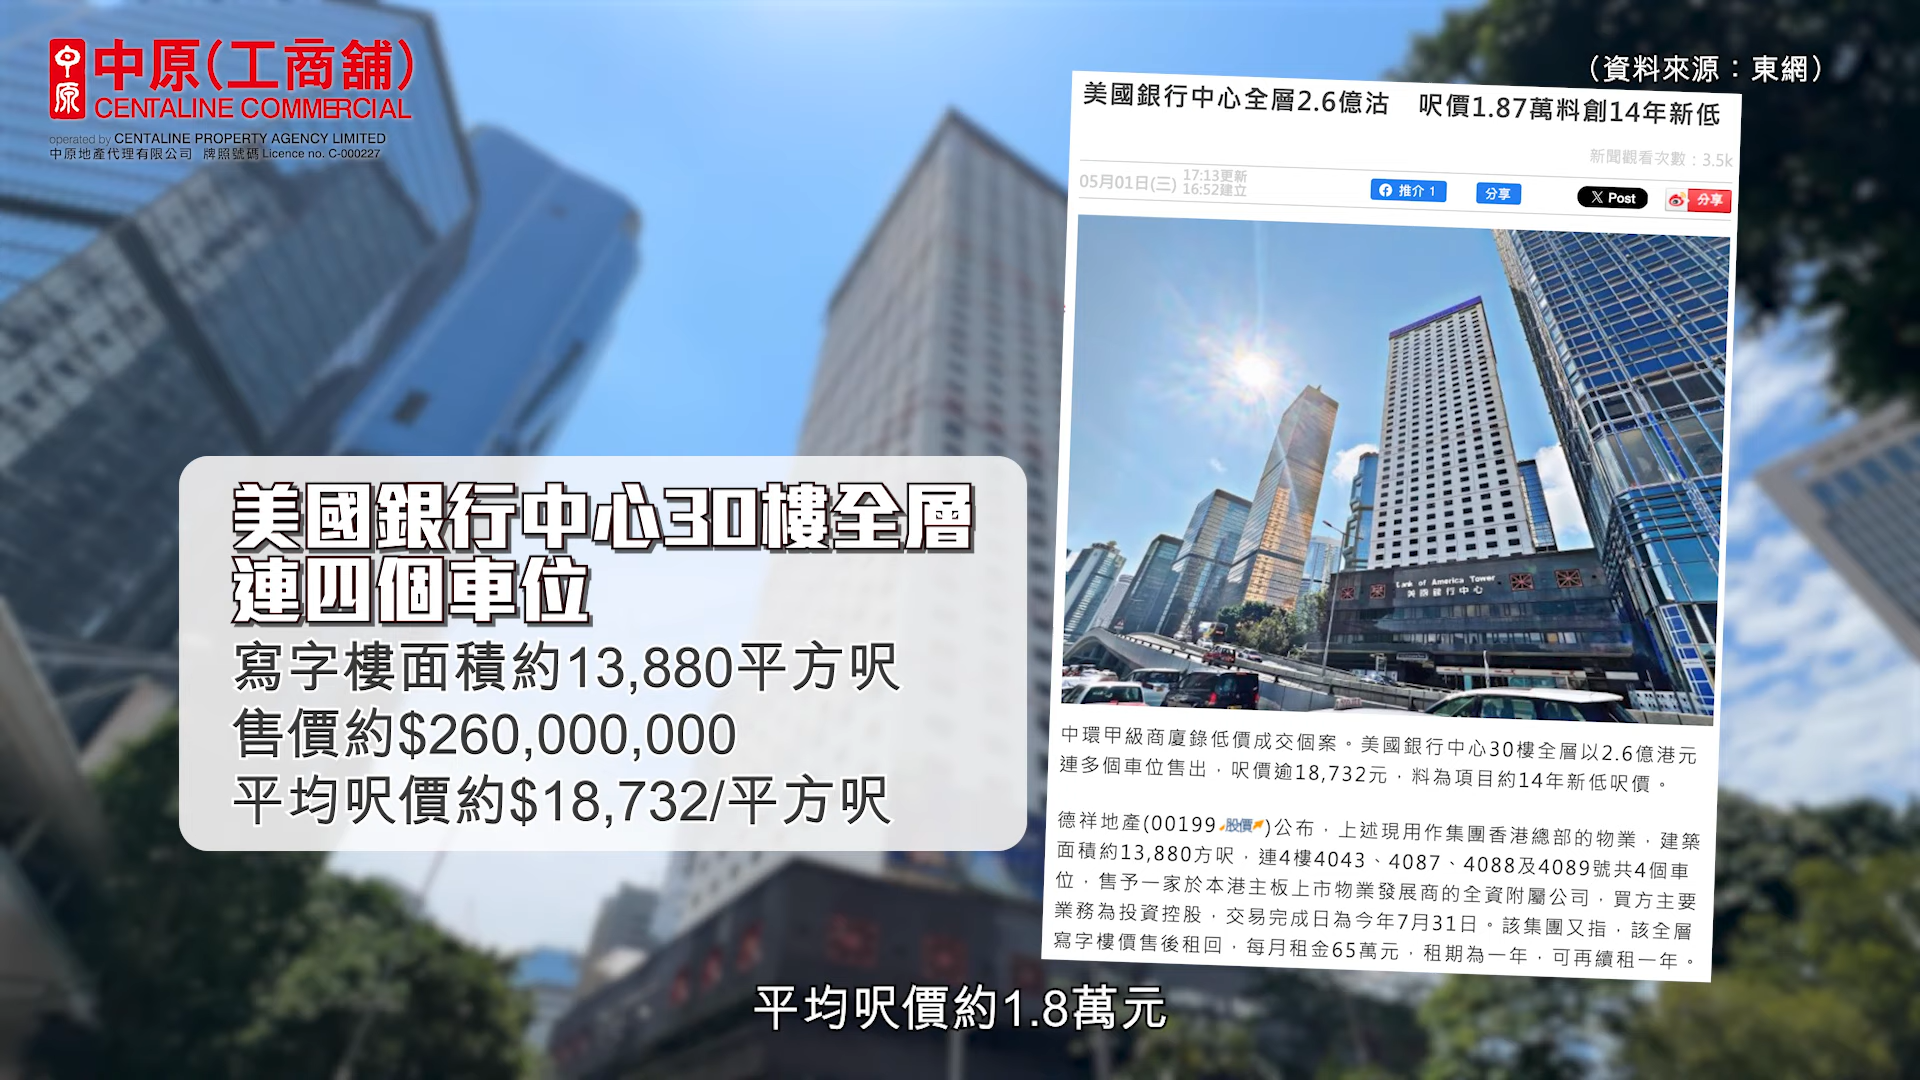 中原(工商舖)
中原
CENTALINE COMMERCIAL
operated by CENTALINE PROPERTY AGENCY LIMITED
中原地產代理有限公司 牌照號碼 Licence no. C-000227
（資料來源：東網）
美國銀行中心全層2.6億沽 呎價1.87萬料創14年新低
新聞觀看次數：3.5k
05月01日(三) 17:13更新
16:52建立
推介 1
分享
X Post
分享
Bank of America Tower
美國銀行中心
美國銀行中心30樓全層
連四個車位
寫字樓面積約13,880平方呎
售價約$260,000,000
平均呎價約$18,732/平方呎
中環甲級商廈錄低價成交個案。美國銀行中心30樓全層以2.6億港元
連多個車位售出，呎價逾18,732元，料為項目約14年新低呎價。
德祥地產(00199股價)公布，上述現用作集團香港總部的物業，建築
面積約13,880方呎，連4樓4043、4087、4088及4089號共4個車
位，售予一家於本港主板上市物業發展商的全資附屬公司，買方主要
業務為投資控股，交易完成日為今年7月31日。該集團又指，該全層
寫字樓價售後租回，每月租金65萬元，租期為一年，可再續租一年。
平均呎價約1.8萬元